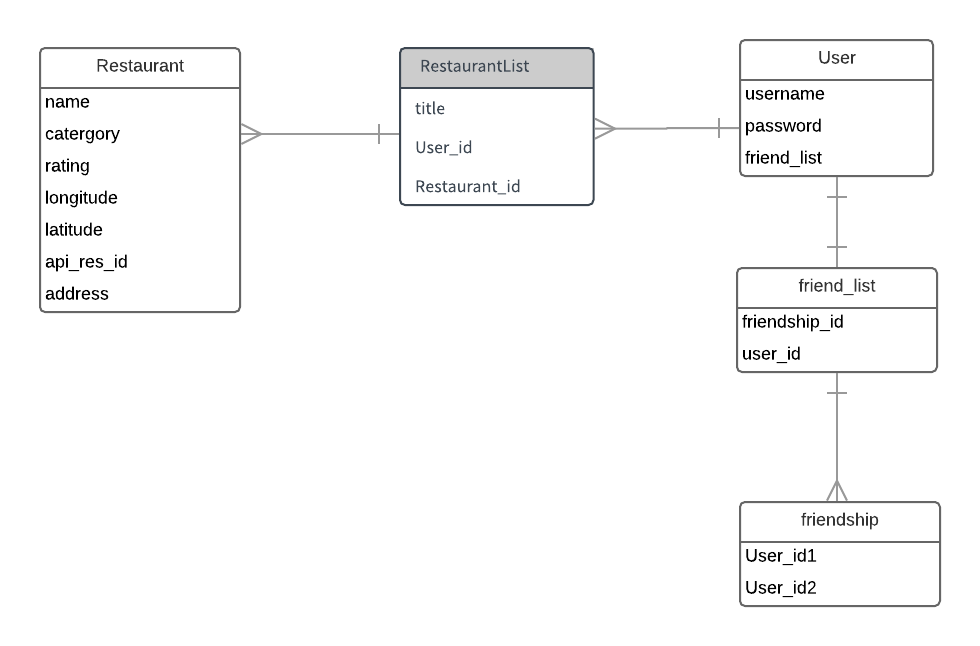 Restaurant
name
catergory
rating
longitude
latitude
api_res_id
address
RestaurantList
title
User_id
Restaurant_id
User
username
password
friend_list
friend_list
friendship_id
user_id
friendship
User_id1
User_id2